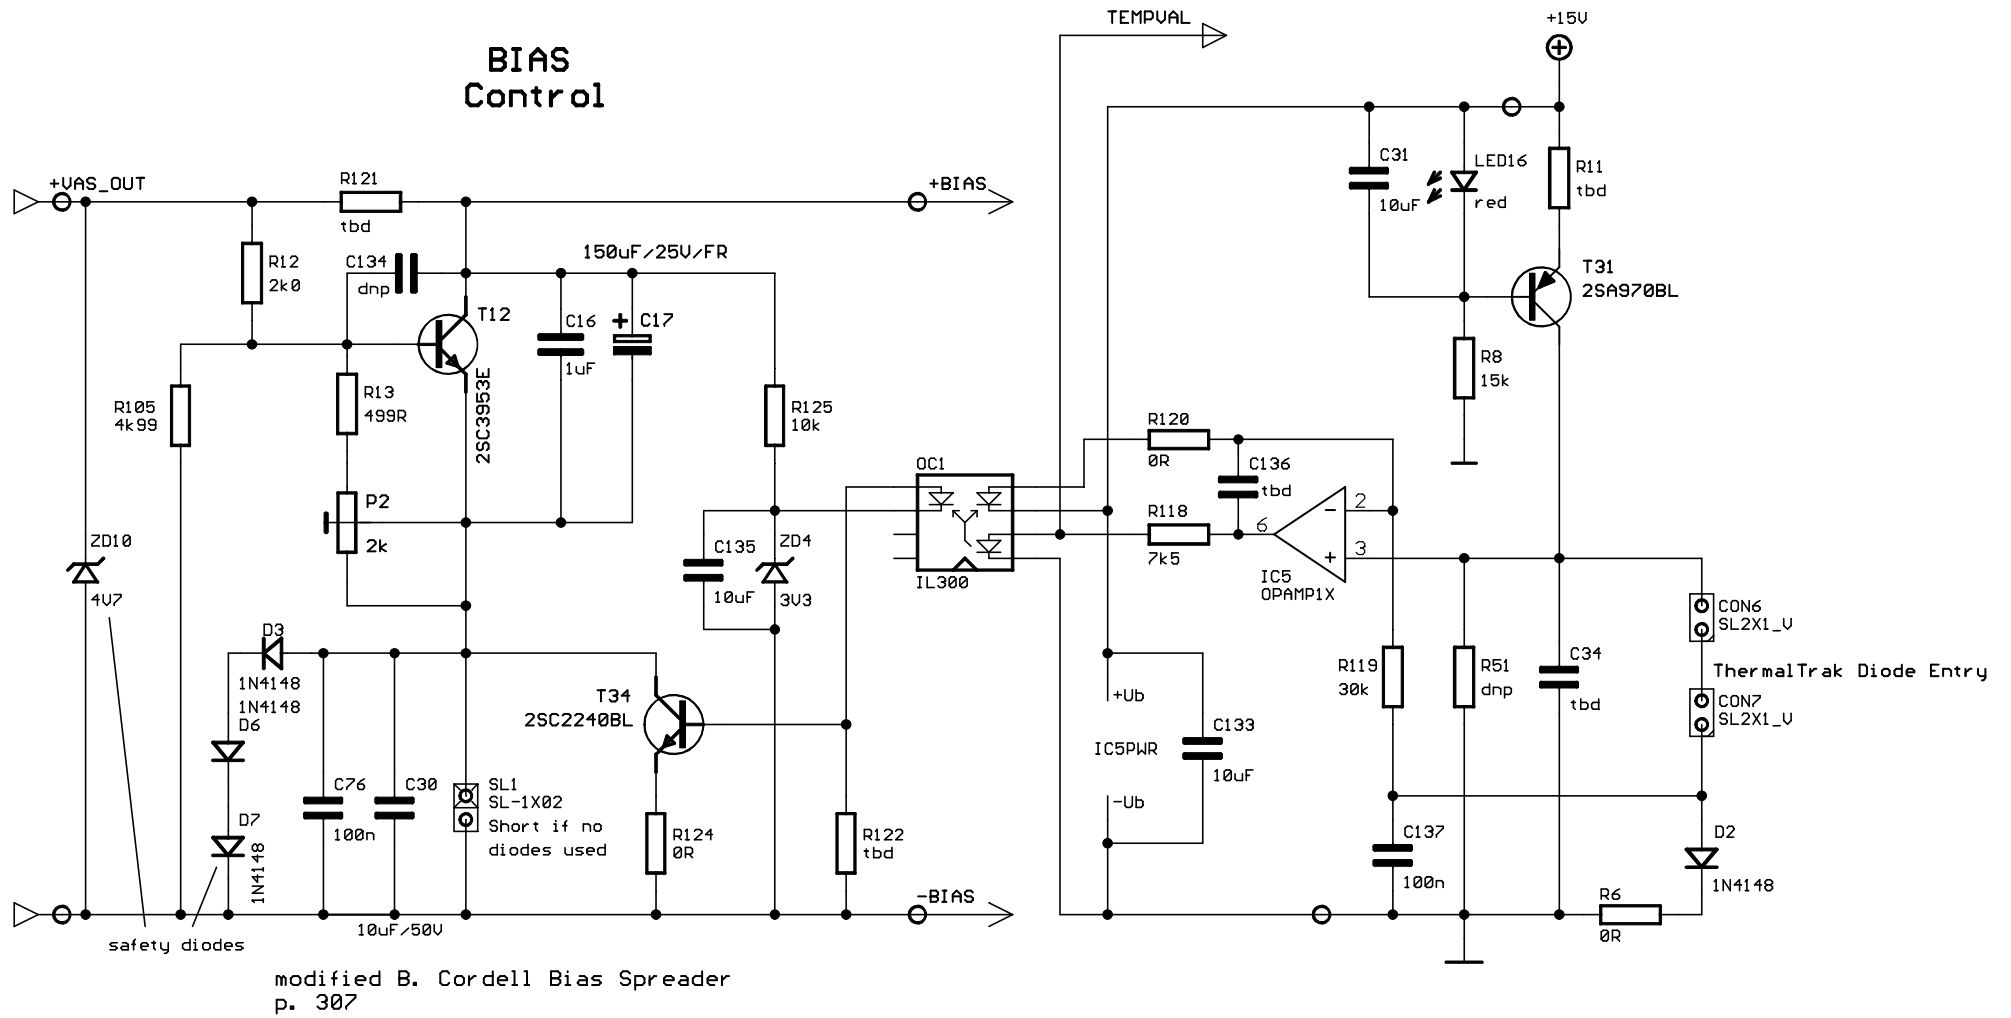 TEMPVAL
+15V
BIAS
Control
C31
10uF
LED16
red
R11
tbd
+VAS_OUT
R121
tbd
+BIAS
R12
2k0
C134
dnp
150uF/25V/FR
T31
2SA970BL
T12
2SC3953E
C16
1uF
+
C17
R8
15k
R105
4k99
R13
499R
R125
10k
R120
0R
OC1
IL300
C136
tbd
R118
7k5
2
-
6
3
+
IC5
OPAMP1X
P2
2k
ZD10
4V7
C135
10uF
ZD4
3V3
CON6
SL2X1_V
D3
1N4148
1N4148
D6
R119
30k
R51
dnp
C34
tbd
ThermalTrak Diode Entry
CON7
SL2X1_V
T34
2SC2240BL
+Ub
IC5PWR
-Ub
C133
10uF
C76
100n
C30
10uF/50V
SL1
SL-1X02
Short if no
diodes used
D7
1N4148
R124
0R
R122
tbd
C137
100n
D2
1N4148
-BIAS
R6
0R
safety diodes
modified B. Cordell Bias Spreader
p. 307